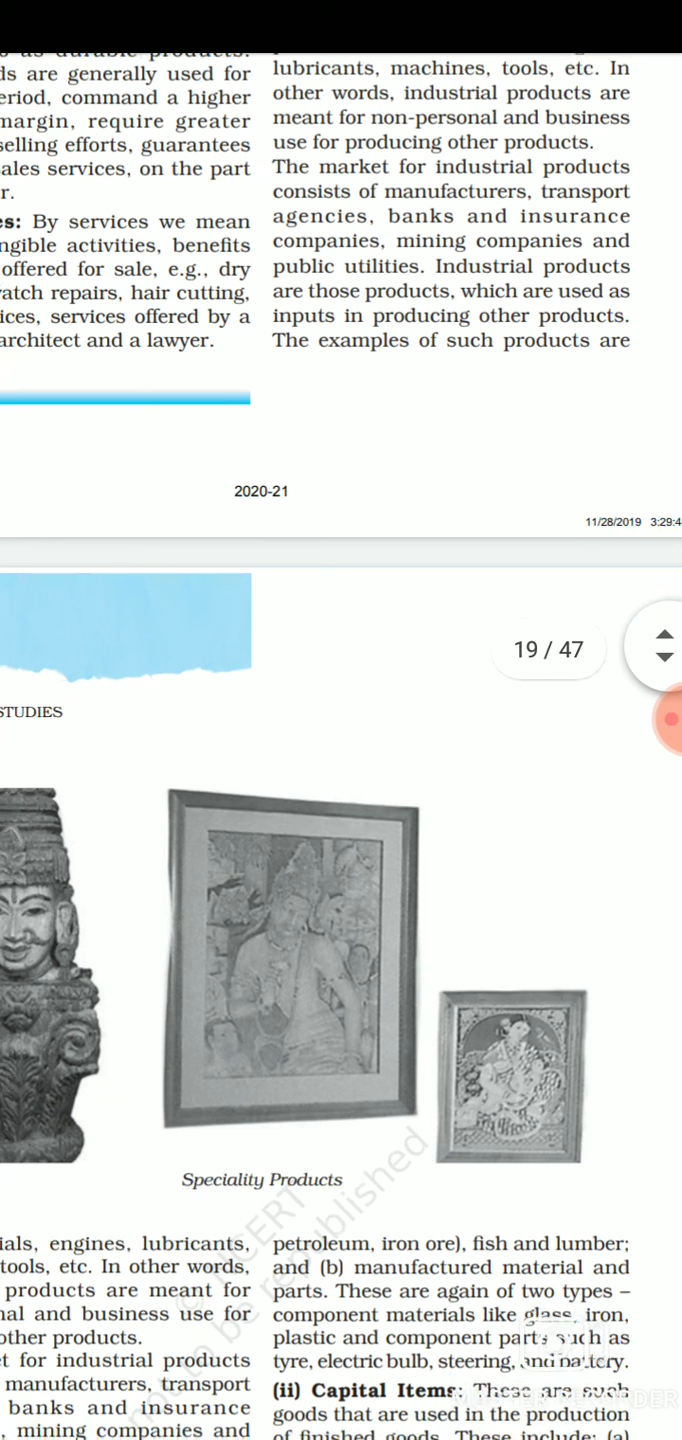 ds are generally used for
eriod, command a higher
margin, require greater
selling efforts, guarantees
ales services, on the part
r.
es: By services we mean
ngible activities, benefits
offered for sale, e.g., dry
atch repairs, hair cutting,
ices, services offered by a
architect and a lawyer.
lubricants, machines, tools, etc. In
other words, industrial products are
meant for non-personal and business
use for producing other products.
The market for industrial products
consists of manufacturers, transport
agencies, banks and insurance
companies, mining companies and
public utilities. Industrial products
are those products, which are used as
inputs in producing other products.
The examples of such products are
2020-21
11/28/2019 3:29:4
19 / 47
STUDIES
Speciality Products
© NCERT
not to be republished
ials, engines, lubricants,
tools, etc. In other words,
products are meant for
nal and business use for
other products.
t for industrial products
manufacturers, transport
banks and insurance
, mining companies and
petroleum, iron ore), fish and lumber;
and (b) manufactured material and
parts. These are again of two types –
component materials like glass, iron,
plastic and component parts such as
tyre, electric bulb, steering, and battery.
(ii) Capital Items: These are such
goods that are used in the production
of finished goods. These include: (a)